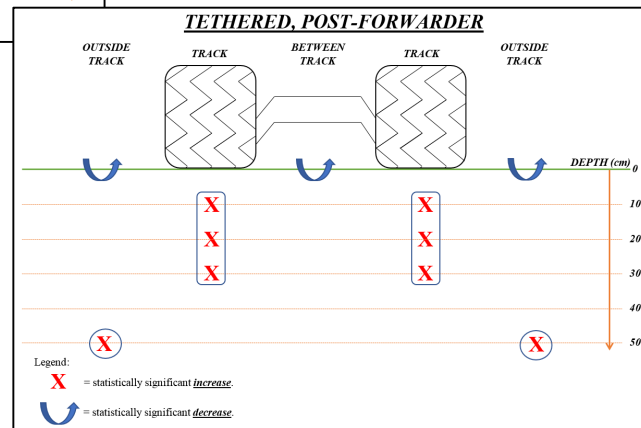 TETHERED, POST-FORWARDER
OUTSIDE TRACK
TRACK
BETWEEN TRACK
TRACK
OUTSIDE TRACK
DEPTH (cm)
0
X X 10
X X 20
X X 30
40
X X 50
Legend:
X = statistically significant increase.
= statistically significant decrease.